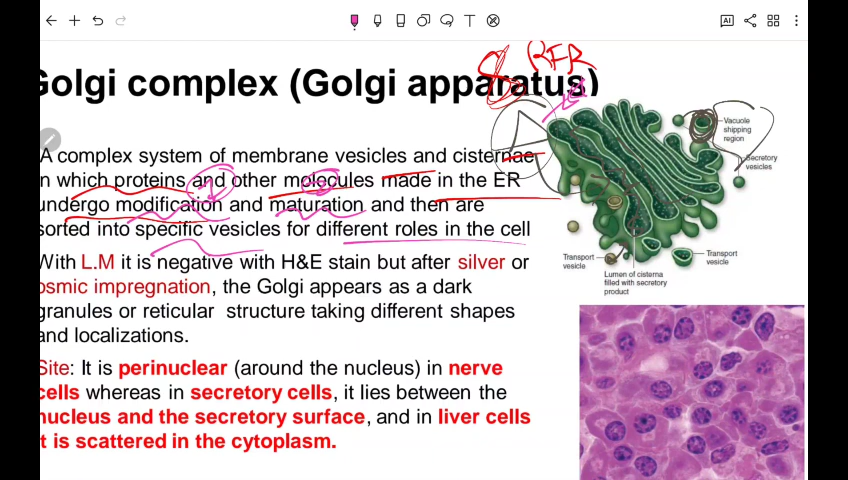 Golgi complex (Golgi apparatus)
RER
A complex system of membrane vesicles and cisternae
in which proteins and other molecules made in the ER
undergo modification and maturation and then are
sorted into specific vesicles for different roles in the cell
With L.M it is negative with H&E stain but after silver or
osmic impregnation, the Golgi appears as a dark
granules or reticular structure taking different shapes
and localizations.
Site: It is perinuclear (around the nucleus) in nerve
cells whereas in secretory cells, it lies between the
nucleus and the secretory surface, and in liver cells
it is scattered in the cytoplasm.
Vacuole
shipping
region
Secretory
vesicles
Transport
vesicle
Transport
vesicle
Lumen of cisterna
filled with secretory
product
AI
T